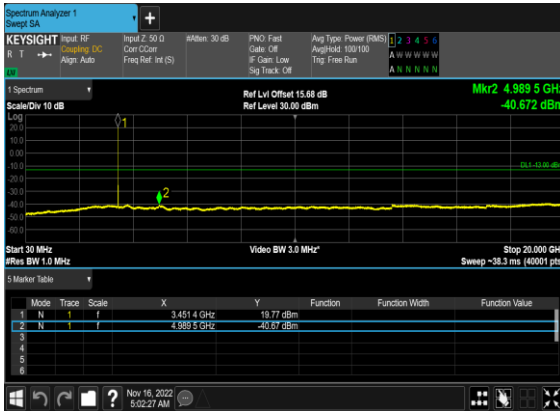 Spectrum Analyzer 1
Swept SA
KEYSIGHT Input: RF Input Z: 50 Ω #Atten: 30 dB PNO: Fast Avg Type: Power (RMS) 1 2 3 4 5 6
R T Coupling: DC Corr CCorr Gate: Off Avg|Hold: 100/100 A W W W W W
Align: Auto Freq Ref: Int (S) IF Gain: Low Trig: Free Run
Sig Track: Off A N N N N N
1 Spectrum Ref Lvl Offset 15.68 dB Mkr2 4.989 5 GHz
Scale/Div 10 dB Ref Level 30.00 dBm -40.672 dBm
Log
20.0
10.0
0.00
-10.0
DL1 -13.00 dBm
-20.0
-30.0
-40.0
-50.0
-60.0
1
2
Start 30 MHz Video BW 3.0 MHz* Stop 20.000 GHz
#Res BW 1.0 MHz Sweep ~38.3 ms (40001 pts)
5 Marker Table
Mode Trace Scale X Y Function Function Width Function Value
1 N 1 f 3.451 4 GHz 19.77 dBm
2 N 1 f 4.989 5 GHz -40.67 dBm
3
4
5
6
? Nov 16, 2022
5:02:27 AM